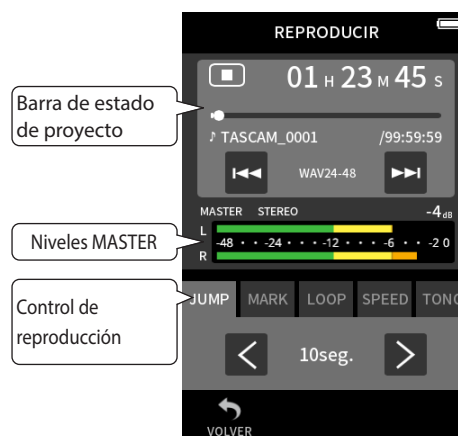 REPRODUCIR
01 H 23 M 45 S
Barra de estado
de proyecto
♪ TASCAM_0001 /99:59:59
WAV24-48
MASTER STEREO -4dB
L
Niveles MASTER
-48 • • -24 • • • -12 • • • -6 • • -2 0
R
JUMP MARK LOOP SPEED TONO
Control de
reproducción
10seg.
VOLVER